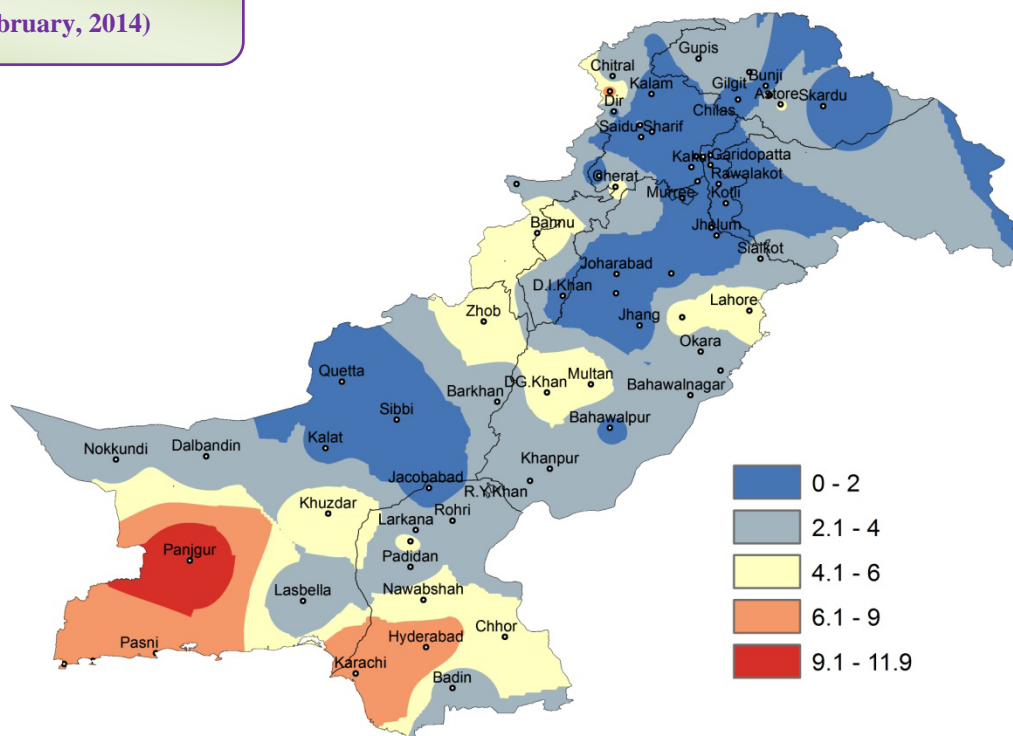 bruary, 2014)
Gupis
Chitral
Bunji
Kalam
Gilgit
Astore
Skardu
Dir
Chilas
Saidu Sharif
Garidopatta
Cherat
Rawalakot
Murree
Kotli
Bannu
Jhelum
Sialkot
Joharabad
D.I.Khan
Lahore
Zhob
Jhang
Okara
Quetta
Multan
DG.Khan
Barkhan
Bahawalnagar
Sibbi
Bahawalpur
Kalat
Nokkundi
Dalbandin
Khanpur
Jacobabad
R.Y.Khan
0 - 2
Khuzdar
Rohri
Larkana
2.1 - 4
Panjgur
Padidan
4.1 - 6
Lasbella
Nawabshah
6.1 - 9
Pasni
Hyderabad
Chhor
Karachi
9.1 - 11.9
Badin